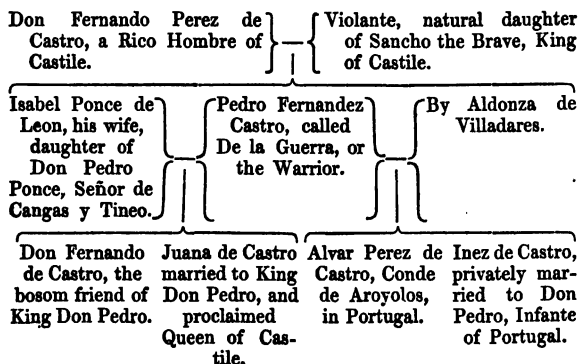 Don Fernando Perez de
Castro, a Rico Hombre of
Castile.
Violante, natural daughter
of Sancho the Brave, King
of Castile.
Isabel Ponce de
Leon, his wife,
daughter of
Don Pedro
Ponce, Señor de
Cangas y Tineo.
Pedro Fernandez
Castro, called
De la Guerra, or
the Warrior.
By Aldonza de
Villadares.
Don Fernando
de Castro, the
bosom friend of
King Don Pedro.
Juana de Castro
married to King
Don Pedro, and
proclaimed
Queen of Cas-
tile.
Alvar Perez de
Castro, Conde
de Aroyolos,
in Portugal.
Inez de Castro,
privately mar-
ried to Don
Pedro, Infante
of Portugal.